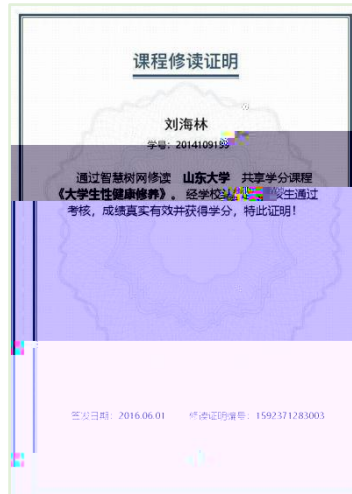 课程修读证明
刘海林
学号：2014109139
通过智慧树网修读 山东大学 共享学分课程
《大学生性健康修养》。经学校 生通过
考核，成绩真实有效并获得学分，特此证明！
签发日期：2016.06.01 修读证明编号：1592371283003